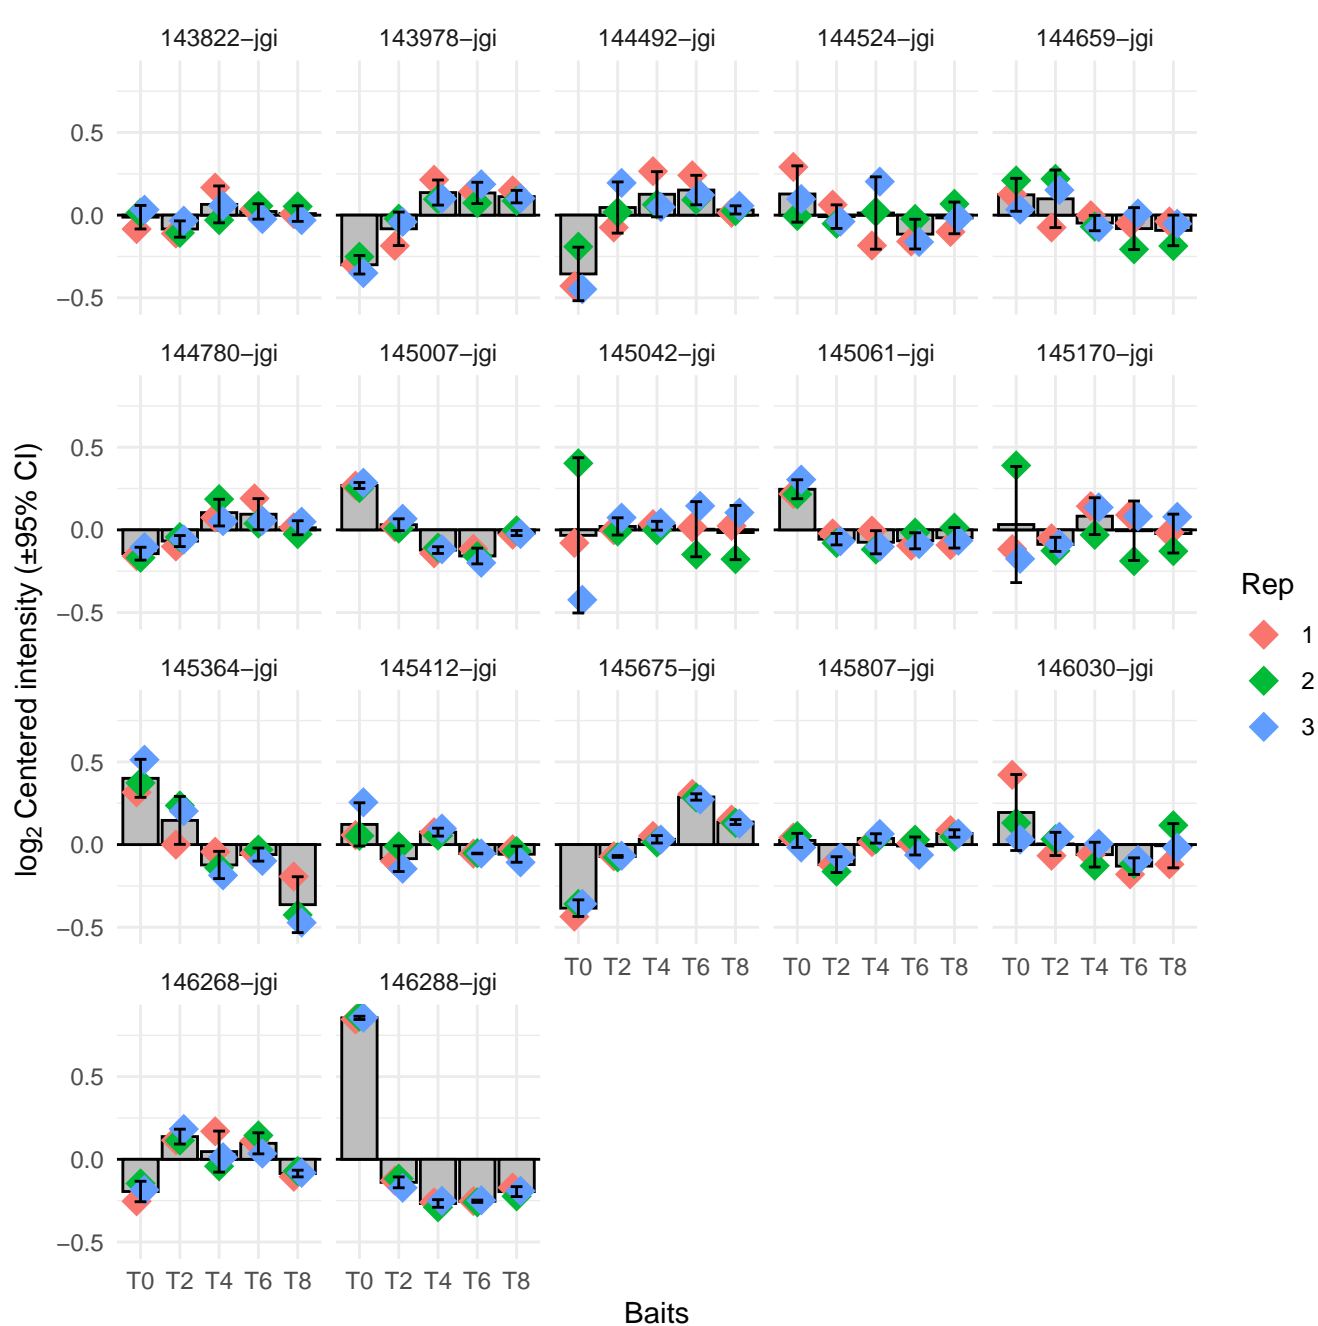 143822−jgi 143978−jgi 144492−jgi 144524−jgi 144659−jgi
0.5
0.0
−0.5
144780−jgi 145007−jgi 145042−jgi 145061−jgi 145170−jgi
0.5
0.0
−0.5
145364−jgi 145412−jgi 145675−jgi 145807−jgi 146030−jgi
0.5
0.0
−0.5
T0 T2 T4 T6 T8 T0 T2 T4 T6 T8 T0 T2 T4 T6 T8
146268−jgi 146288−jgi
0.5
0.0
−0.5
T0 T2 T4 T6 T8 T0 T2 T4 T6 T8
Baits
log₂ Centered intensity (±95% CI)
Rep
1
2
3